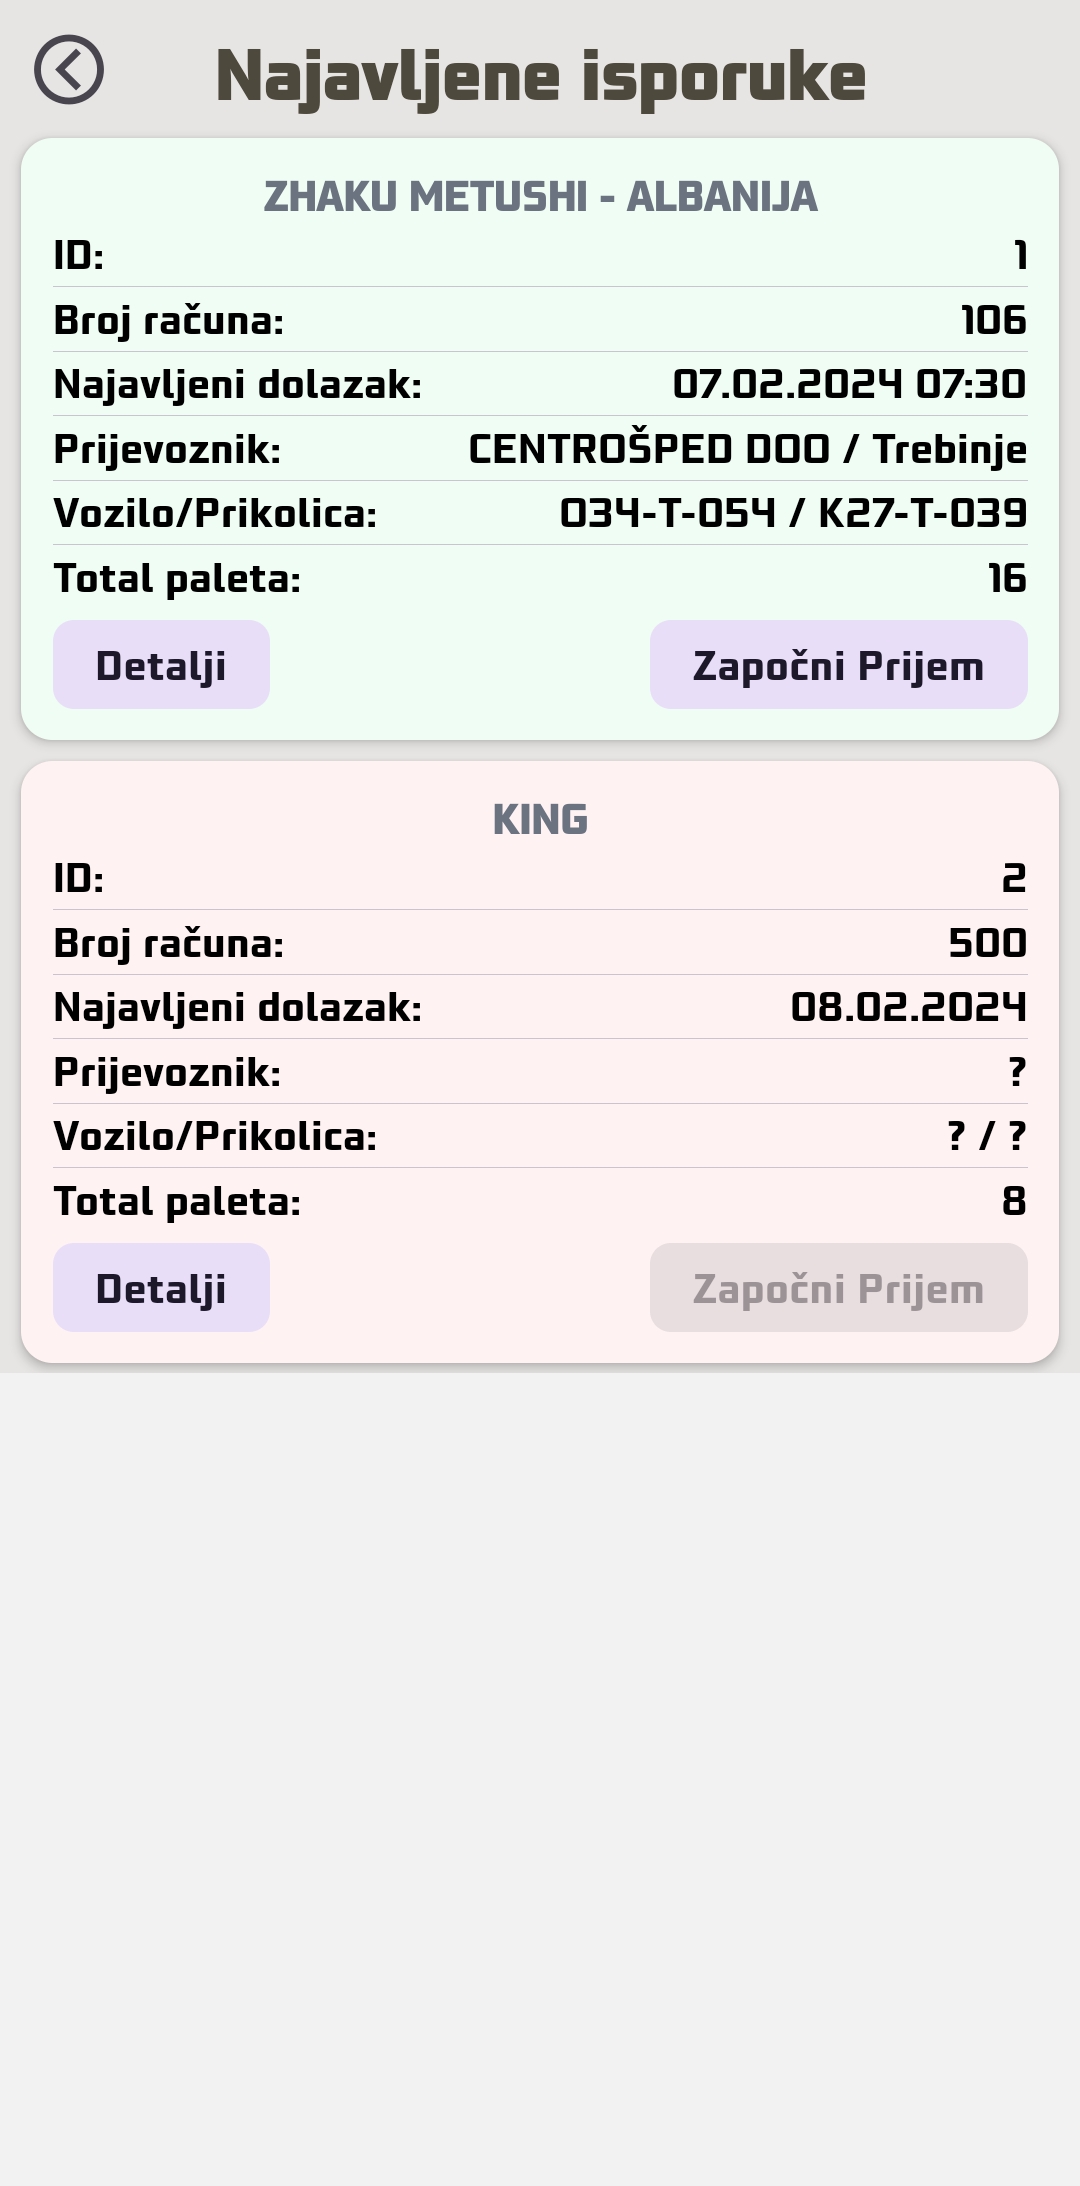 Najavljene isporuke
ZHAKU METUSHI - ALBANIJA
ID: 1
Broj računa: 106
Najavljeni dolazak: 07.02.2024 07:30
Prijevoznik: CENTROŠPED DOO / Trebinje
Vozilo/Prikolica: O34-T-054 / K27-T-039
Total paleta: 16
Detalji Započni Prijem
KING
ID: 2
Broj računa: 500
Najavljeni dolazak: 08.02.2024
Prijevoznik: ?
Vozilo/Prikolica: ? / ?
Total paleta: 8
Detalji Započni Prijem